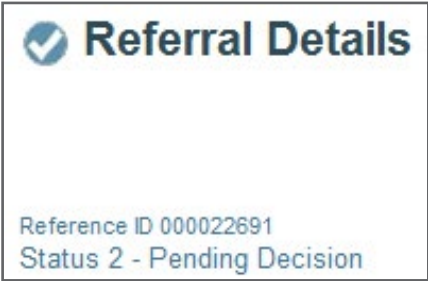 Referral Details
Reference ID 000022691
Status 2 - Pending Decision